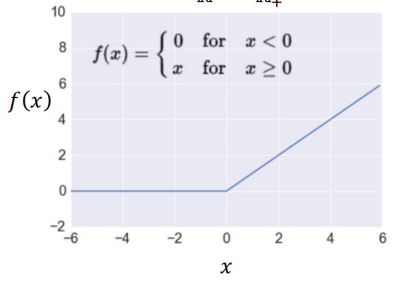 10
8
f(x) = { 0 for x < 0
x for x ≥ 0
6
f(x)
4
2
0
−2
−6 −4 −2 0 2 4 6
x